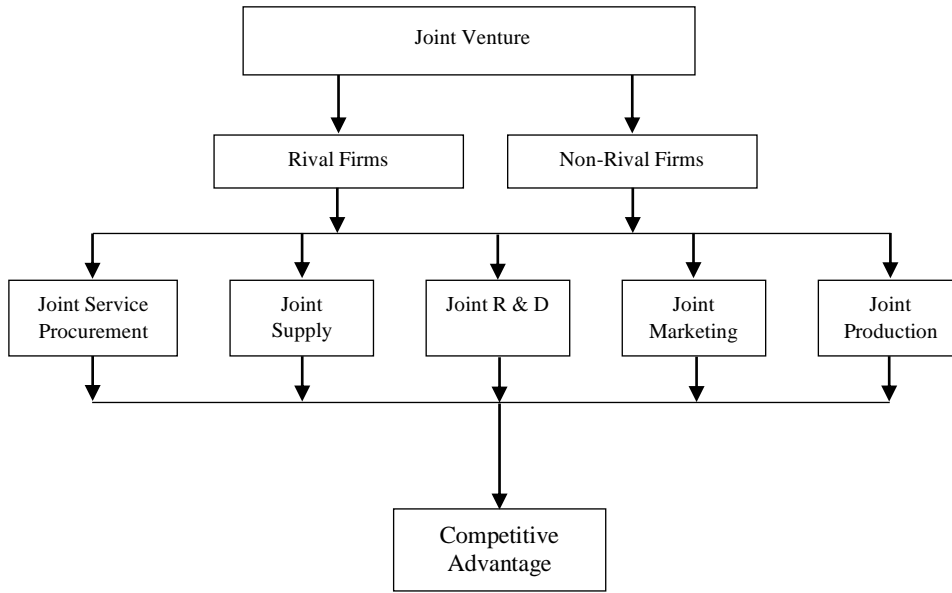 Joint Venture
Rival Firms
Non-Rival Firms
Joint Service
Procurement
Joint
Supply
Joint R & D
Joint
Marketing
Joint
Production
Competitive
Advantage